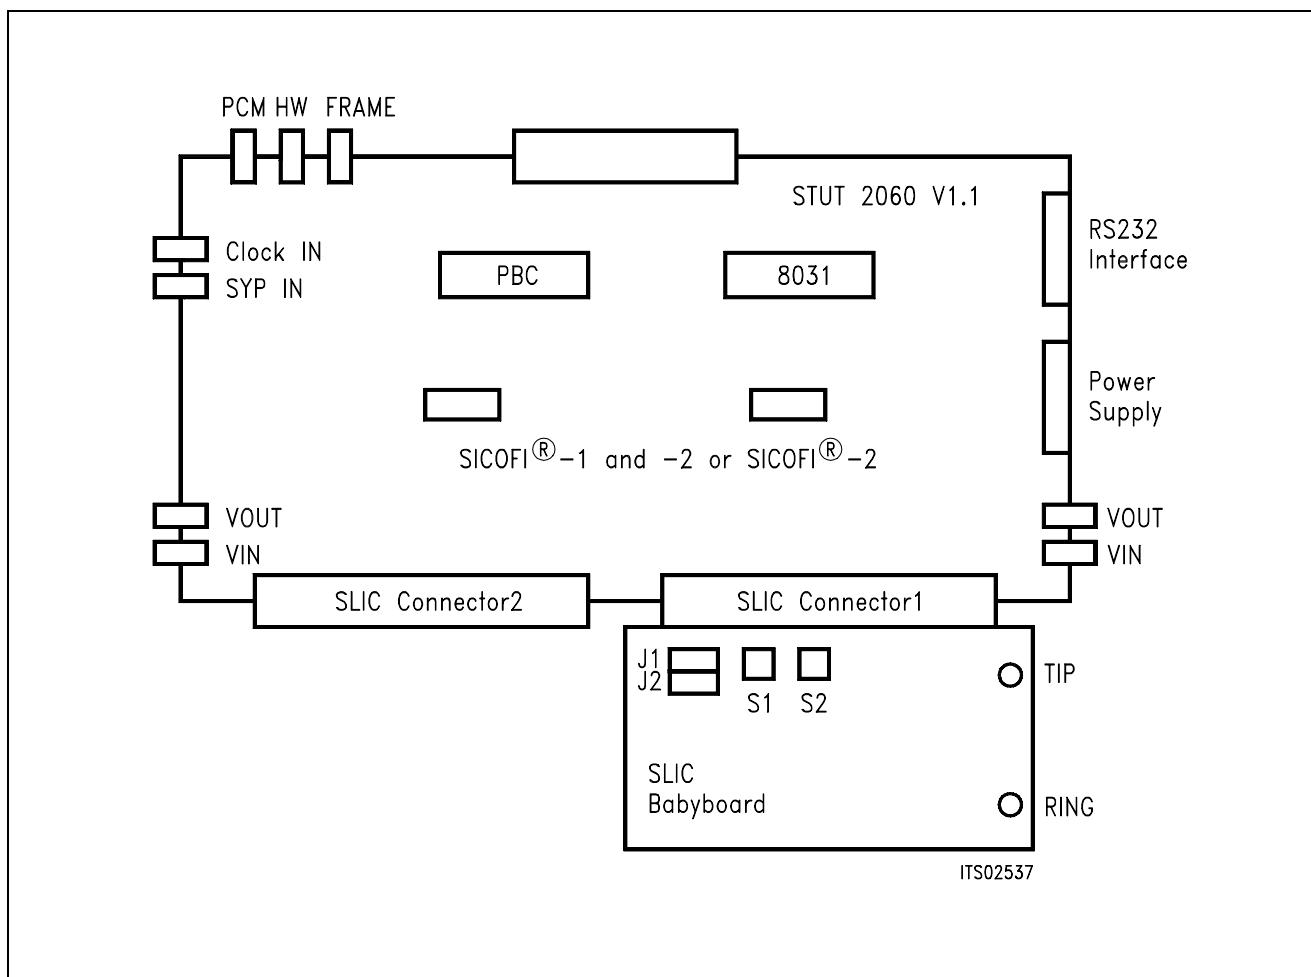 PCM HW FRAME
STUT 2060 V1.1
RS232
Interface
Clock IN
SYP IN
PBC
8031
Power
Supply
SICOFI®-1 and -2 or SICOFI®-2
VOUT
VIN
VOUT
VIN
SLIC Connector2
SLIC Connector1
J1
J2
S1
S2
TIP
SLIC
Babyboard
RING
ITS02537